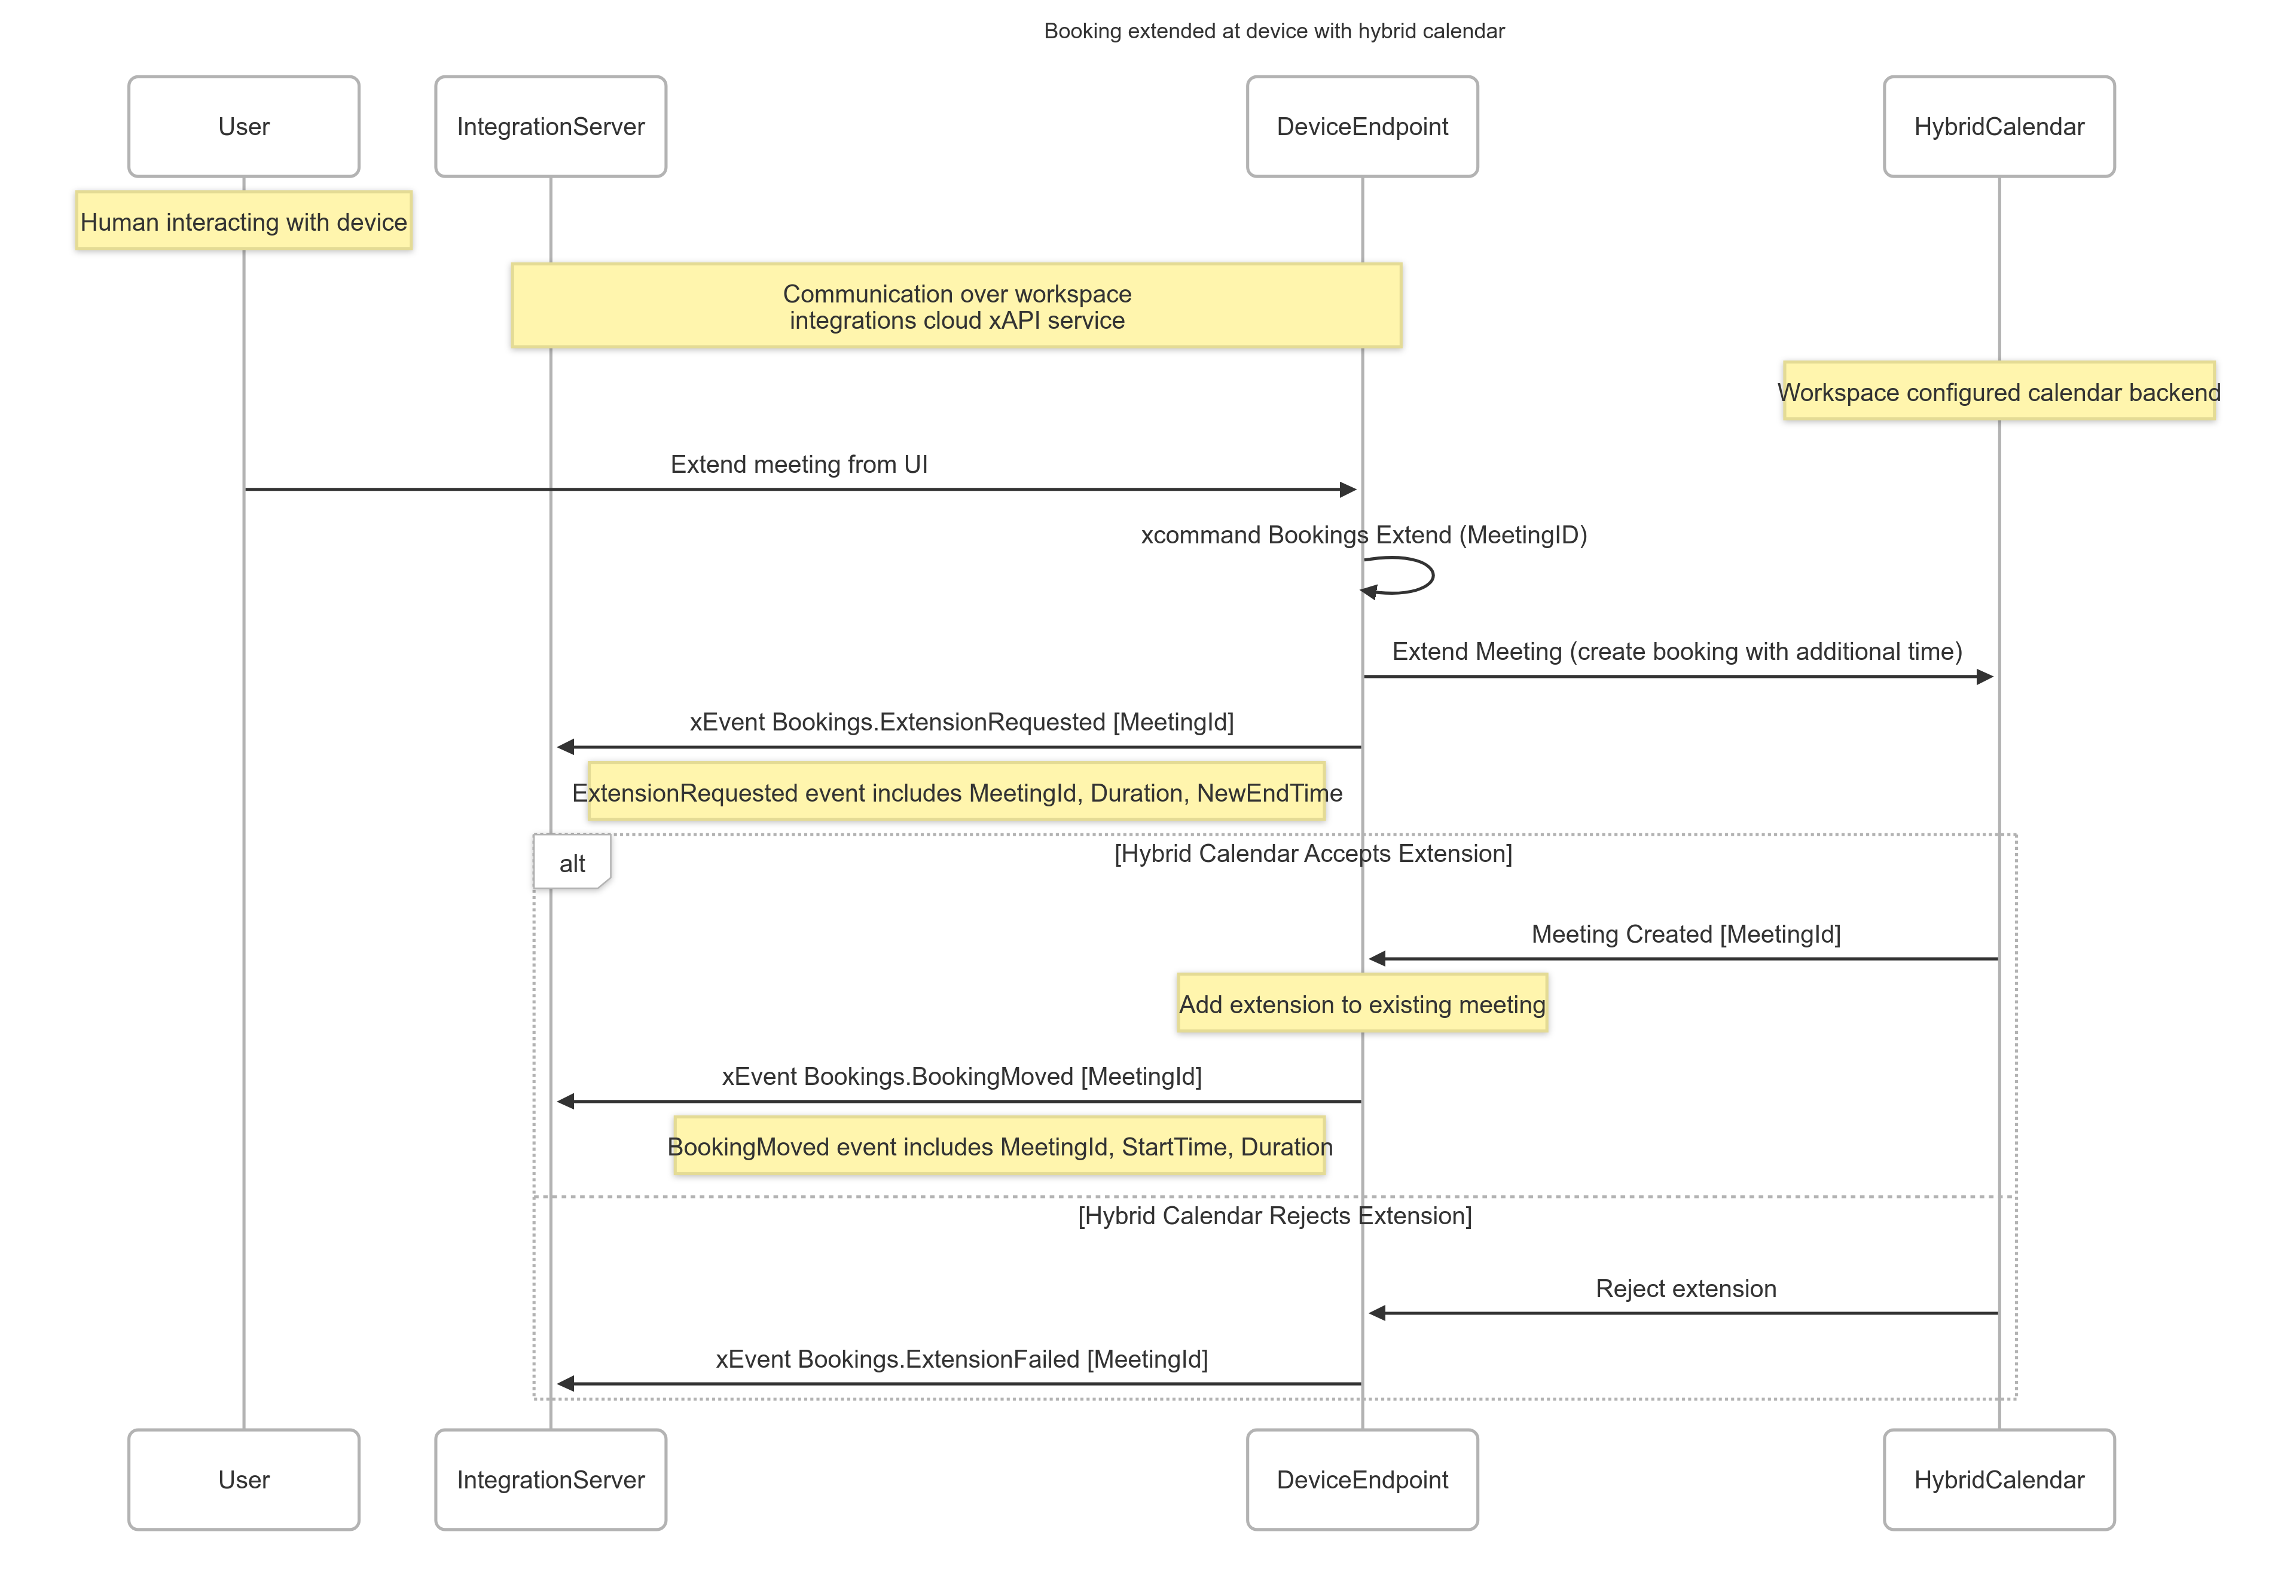 Booking extended at device with hybrid calendar
User
IntegrationServer
DeviceEndpoint
HybridCalendar
Human interacting with device
Communication over workspace
integrations cloud xAPI service
Workspace configured calendar backend
Extend meeting from UI
xcommand Bookings Extend (MeetingID)
Extend Meeting (create booking with additional time)
xEvent Bookings.ExtensionRequested [MeetingId]
ExtensionRequested event includes MeetingId, Duration, NewEndTime
alt
[Hybrid Calendar Accepts Extension]
Meeting Created [MeetingId]
Add extension to existing meeting
xEvent Bookings.BookingMoved [MeetingId]
BookingMoved event includes MeetingId, StartTime, Duration
[Hybrid Calendar Rejects Extension]
Reject extension
xEvent Bookings.ExtensionFailed [MeetingId]
User
IntegrationServer
DeviceEndpoint
HybridCalendar